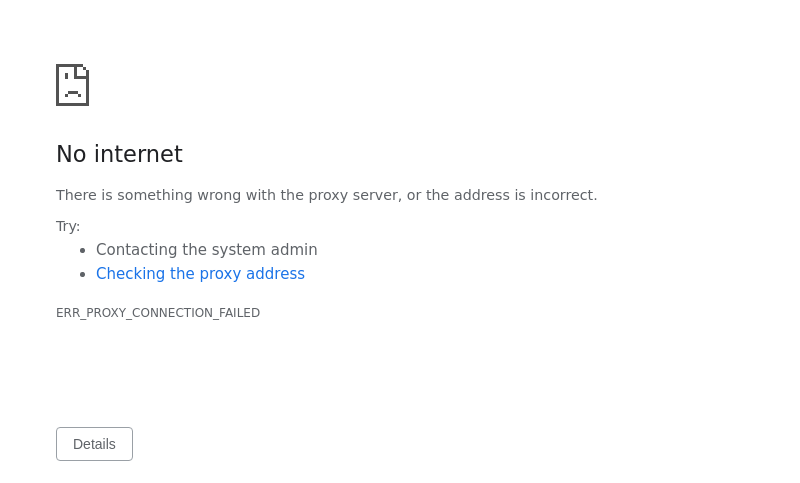 No internet
There is something wrong with the proxy server, or the address is incorrect.
Try:
Contacting the system admin
Checking the proxy address
ERR_PROXY_CONNECTION_FAILED
Details